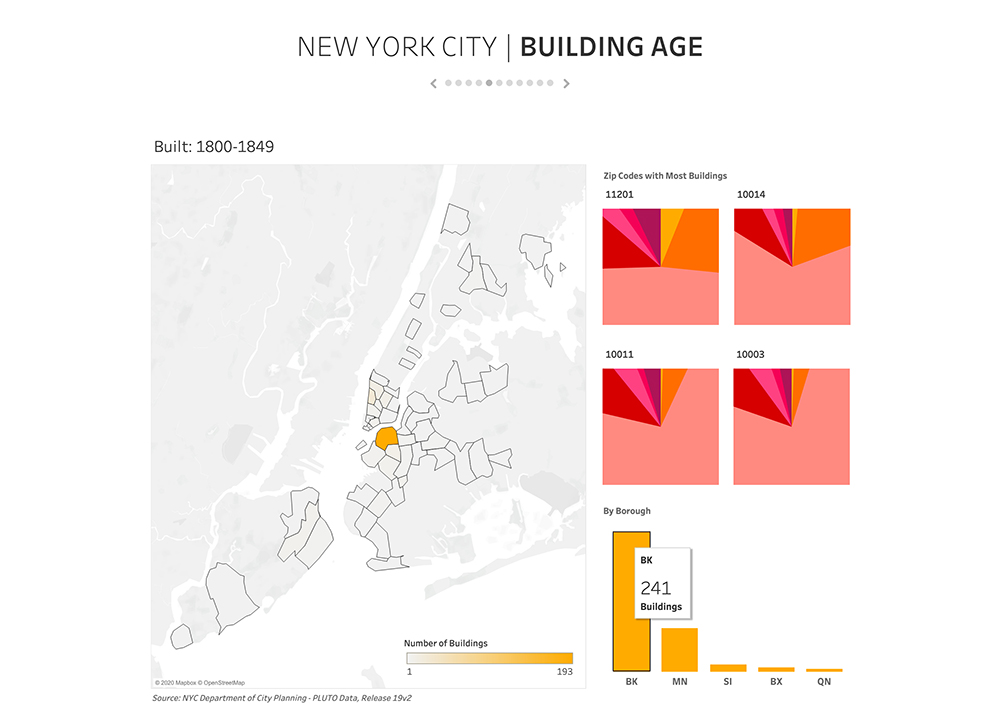 NEW YORK CITY | BUILDING AGE
Built: 1800-1849
Zip Codes with Most Buildings
11201
10014
10011
10003
By Borough
BK
241
Buildings
BK
MN
SI
BX
QN
Number of Buildings
1
193
© 2020 Mapbox © OpenStreetMap
Source: NYC Department of City Planning - PLUTO Data, Release 19v2